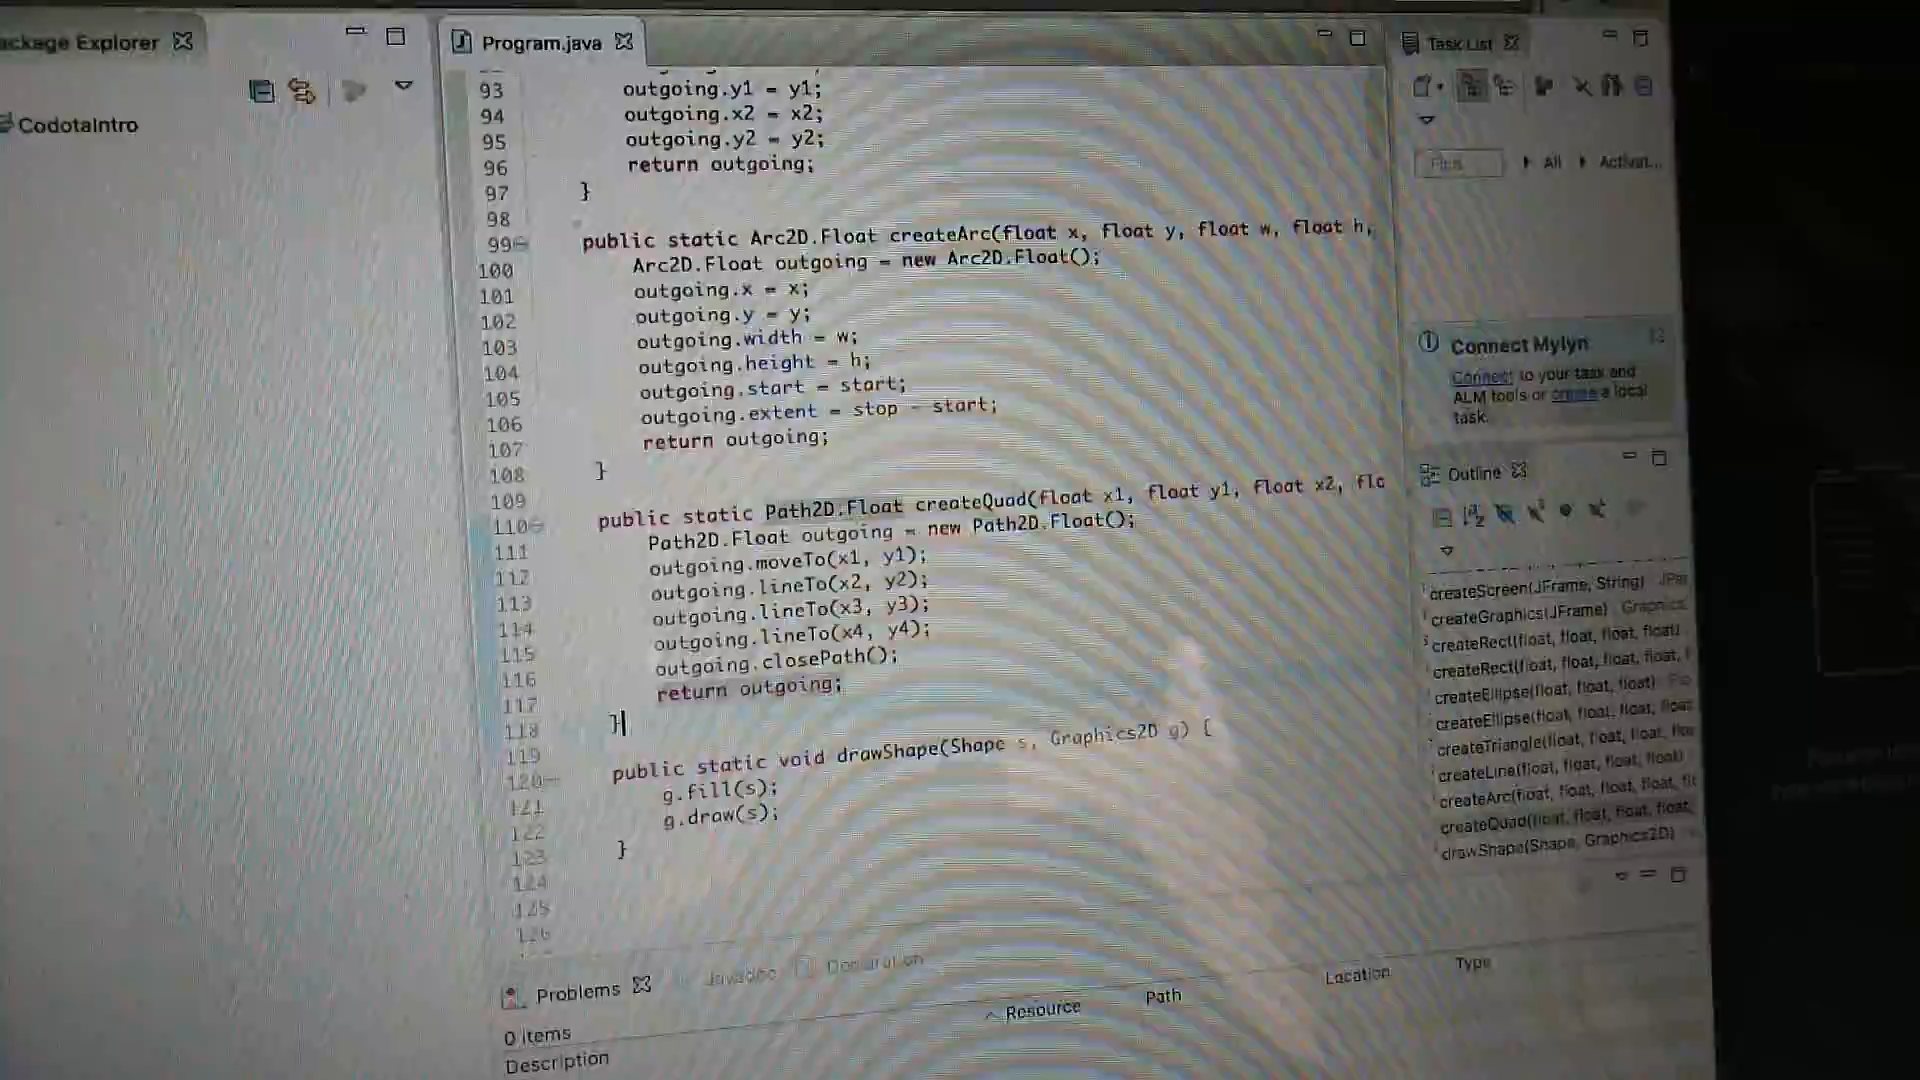 ackage Explorer
CodotaIntro
Program.java
93 outgoing.y1 = y1;
94 outgoing.x2 = x2;
95 outgoing.y2 = y2;
96 return outgoing;
97 }
98
99 public static Arc2D.Float createArc(float x, float y, float w, float h,
100 Arc2D.Float outgoing = new Arc2D.Float();
101 outgoing.x = x;
102 outgoing.y = y;
103 outgoing.width = w;
104 outgoing.height = h;
105 outgoing.start = start;
106 outgoing.extent = stop - start;
107 return outgoing;
108 }
109
110 public static Path2D.Float createQuad(float x1, float y1, float x2, flo
111 Path2D.Float outgoing = new Path2D.Float();
112 outgoing.moveTo(x1, y1);
113 outgoing.lineTo(x2, y2);
114 outgoing.lineTo(x3, y3);
115 outgoing.lineTo(x4, y4);
116 outgoing.closePath();
117 return outgoing;
118 }
119
120 public static void drawShape(Shape s, Graphics2D g) {
121 g.fill(s);
122 g.draw(s);
123 }
124
125
126
Task List
Find All Activat...
Connect Mylyn
Connect to your task and
ALM tools or create a local
task.
Outline
createScreen(JFrame, String)
createGraphics(JFrame) Graphics
createRect(float, float, float, float)
createRect(float, float, float, float,
createEllipse(float, float, float)
createEllipse(float, float, float, float
createTriangle(float, float, float, floa
createLine(float, float, float, float)
createArc(float, float, float, float, fl
createQuad(float, float, float, float,
drawShape(Shape, Graphics2D)
Problems Javadoc Declaration
0 items
Description Resource Path Location Type